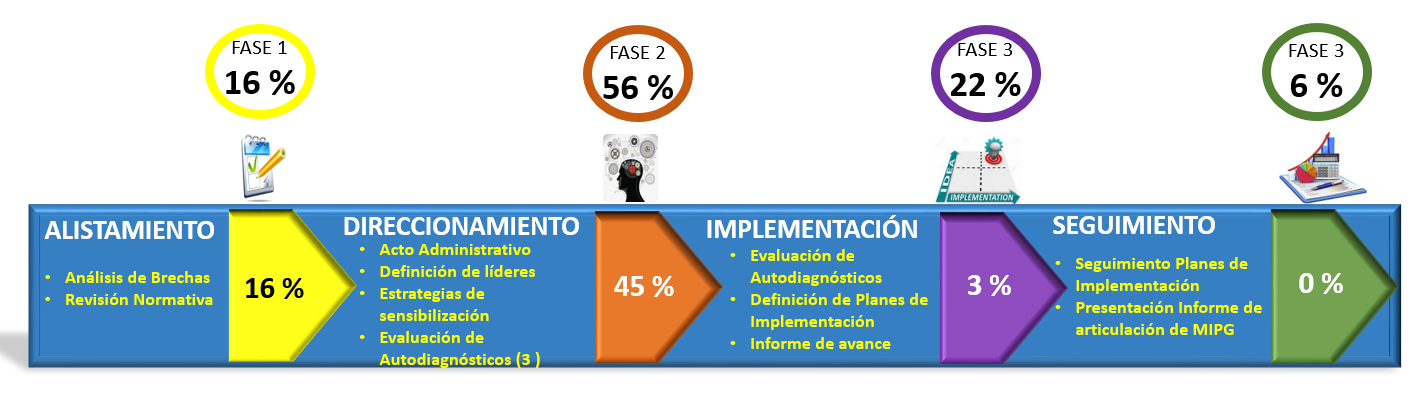 FASE 1
16 %
FASE 2
56 %
FASE 3
22 %
FASE 3
6 %
IDEA
IMPLEMENTATION
ALISTAMIENTO
• Análisis de Brechas
• Revisión Normativa
16 %
DIRECCIONAMIENTO
• Acto Administrativo
• Definición de líderes
• Estrategias de
sensibilización
• Evaluación de
Autodiagnósticos (3 )
45 %
IMPLEMENTACIÓN
• Evaluación de
Autodiagnósticos
• Definición de Planes de
Implementación
• Informe de avance
3 %
SEGUIMIENTO
• Seguimiento Planes de
Implementación
• Presentación Informe de
articulación de MIPG
0 %